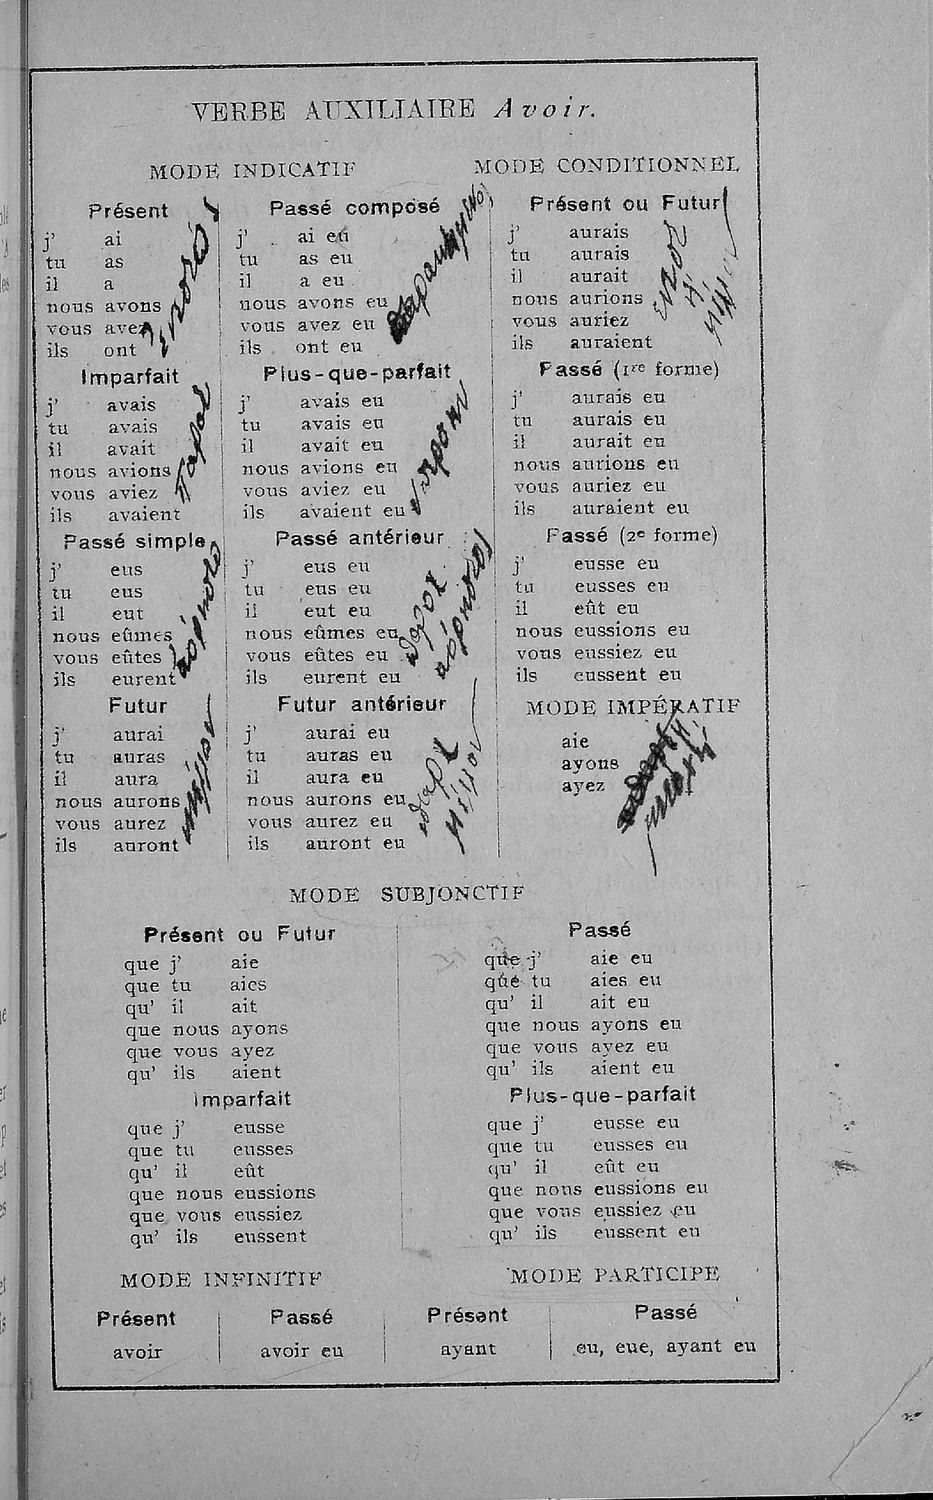 VERBE AUXILIAIRE Avoir.
MODE INDICATIF
Présent
j' ai
tu as
il a
nous avons
vous avez
ils ont
Passé composé
j' ai eu
tu as eu
il a eu
nous avons eu
vous avez eu
ils ont eu
Imparfait
j' avais
tu avais
il avait
nous avions
vous aviez
ils avaient
Plus-que-parfait
j' avais eu
tu avais eu
il avait eu
nous avions eu
vous aviez eu
ils avaient eu
Passé simple
j' eus
tu eus
il eut
nous eûmes
vous eûtes
ils eurent
Passé antérieur
j' eus eu
tu eus eu
il eut eu
nous eûmes eu
vous eûtes eu
ils eurent eu
Futur
j' aurai
tu auras
il aura
nous aurons
vous aurez
ils auront
Futur antérieur
j' aurai eu
tu auras eu
il aura eu
nous aurons eu
vous aurez eu
ils auront eu
MODE CONDITIONNEL
Présent ou Futur
j' aurais
tu aurais
il aurait
nous aurions
vous auriez
ils auraient
Passé (1re forme)
j' aurais eu
tu aurais eu
il aurait eu
nous aurions eu
vous auriez eu
ils auraient eu
Passé (2e forme)
j' eusse eu
tu eusses eu
il eût eu
nous eussions eu
vous eussiez eu
ils eussent eu
MODE IMPÉRATIF
aie
ayons
ayez
MODE SUBJONCTIF
Présent ou Futur
que j' aie
que tu aies
qu' il ait
que nous ayons
que vous ayez
qu' ils aient
Passé
que j' aie eu
que tu aies eu
qu' il ait eu
que nous ayons eu
que vous ayez eu
qu' ils aient eu
Imparfait
que j' eusse
que tu eusses
qu' il eût
que nous eussions
que vous eussiez
qu' ils eussent
Plus-que-parfait
que j' eusse eu
que tu eusses eu
qu' il eût eu
que nous eussions eu
que vous eussiez eu
qu' ils eussent eu
MODE INFINITIF
Présent
avoir
Passé
avoir eu
MODE PARTICIPE
Présent
ayant
Passé
eu, eue, ayant eu